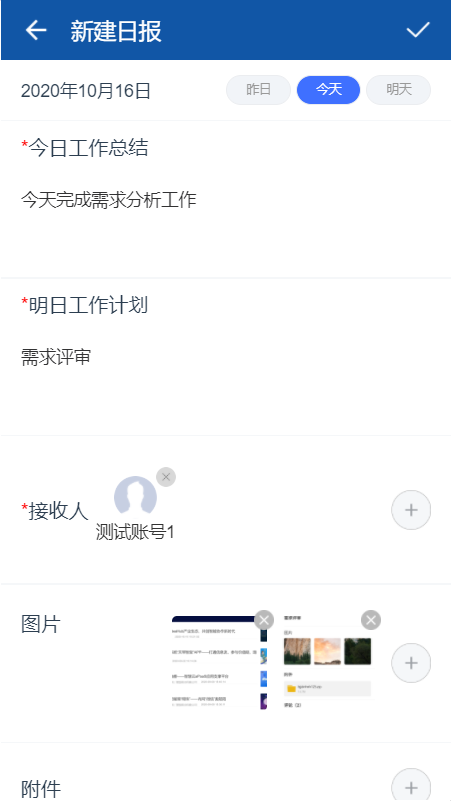 新建日报
2020年10月16日
昨日
今天
明天
*今日工作总结
今天完成需求分析工作
*明日工作计划
需求评审
*接收人
测试账号1
图片
附件